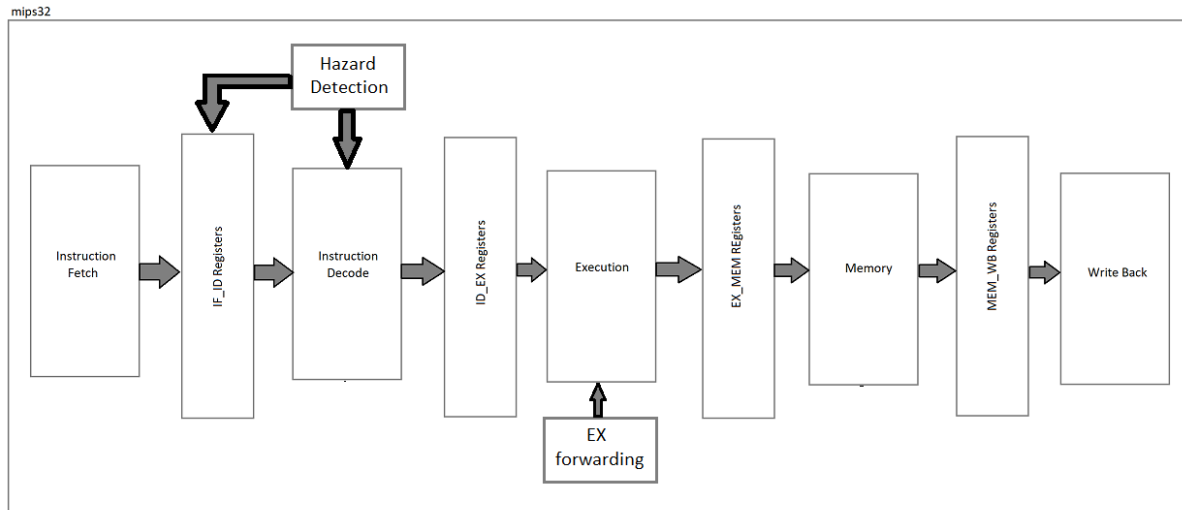 mips32
Hazard
Detection
Instruction
Fetch
IF_ID Registers
Instruction
Decode
ID_EX Registers
Execution
EX_MEM REgisters
Memory
MEM_WB Registers
Write Back
EX
forwarding